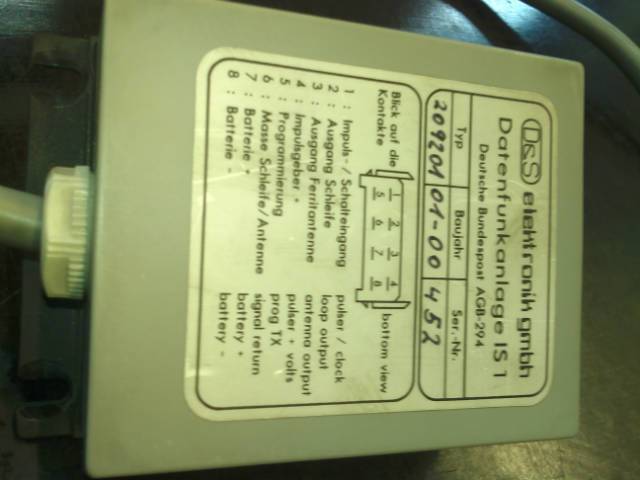 D&S elektronik gmbh
Datenfunkanlage IS 1
Deutsche Bundespost AGB-294
Typ Baujahr Ser.-Nr.
209201 01-00 452
Blick auf die
Kontakte
bottom view
1 2 3 4
5 6 7 8
1 : Impuls-/Schalteingang pulser / clock
2 : Ausgang Schleife loop output
3 : Ausgang Ferritantenne antenna output
4 : Impulsgeber + pulser + volts
5 : Programmierung prog TX
6 : Masse Schleife/Antenne signal return
7 : Batterie + battery +
8 : Batterie - battery -